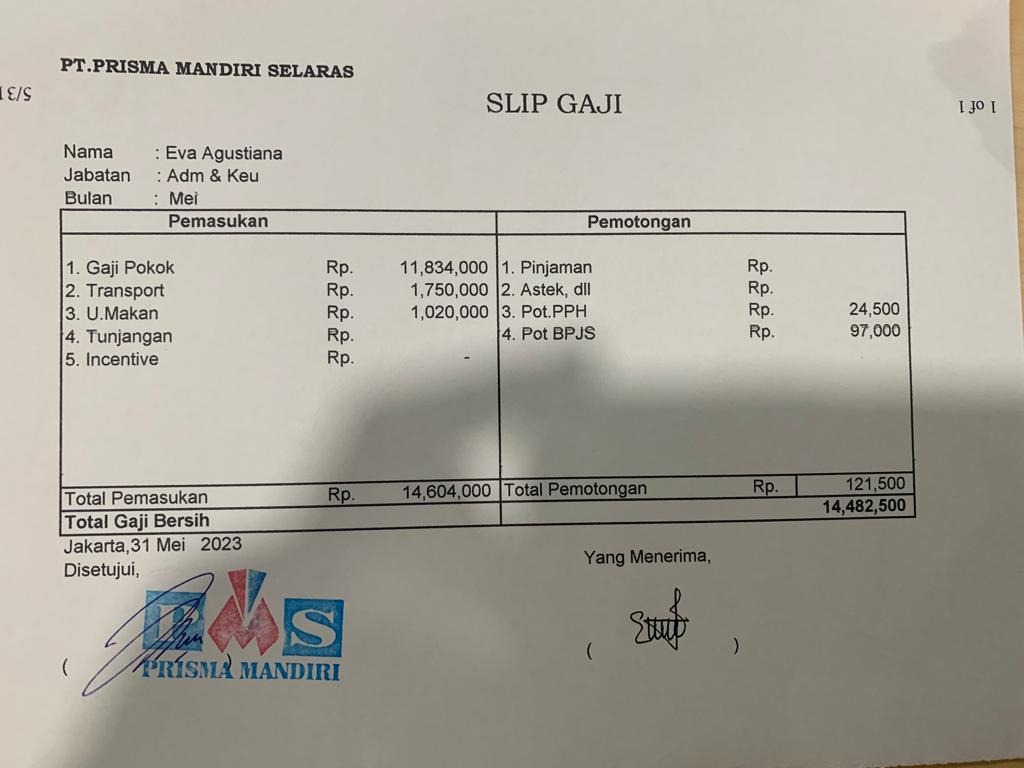 PT.PRISMA MANDIRI SELARAS
5/31
SLIP GAJI
1 of 1
Nama : Eva Agustiana
Jabatan : Adm & Keu
Bulan : Mei
Pemasukan Pemotongan
1. Gaji Pokok Rp. 11,834,000 1. Pinjaman Rp.
2. Transport Rp. 1,750,000 2. Astek, dll Rp.
3. U.Makan Rp. 1,020,000 3. Pot.PPH Rp. 24,500
4. Tunjangan Rp. 4. Pot BPJS Rp. 97,000
5. Incentive Rp. -
Total Pemasukan Rp. 14,604,000 Total Pemotongan Rp. 121,500
Total Gaji Bersih 14,482,500
Jakarta,31 Mei 2023
Disetujui, Yang Menerima,
PMS
( ) ( )
PRISMA MANDIRI